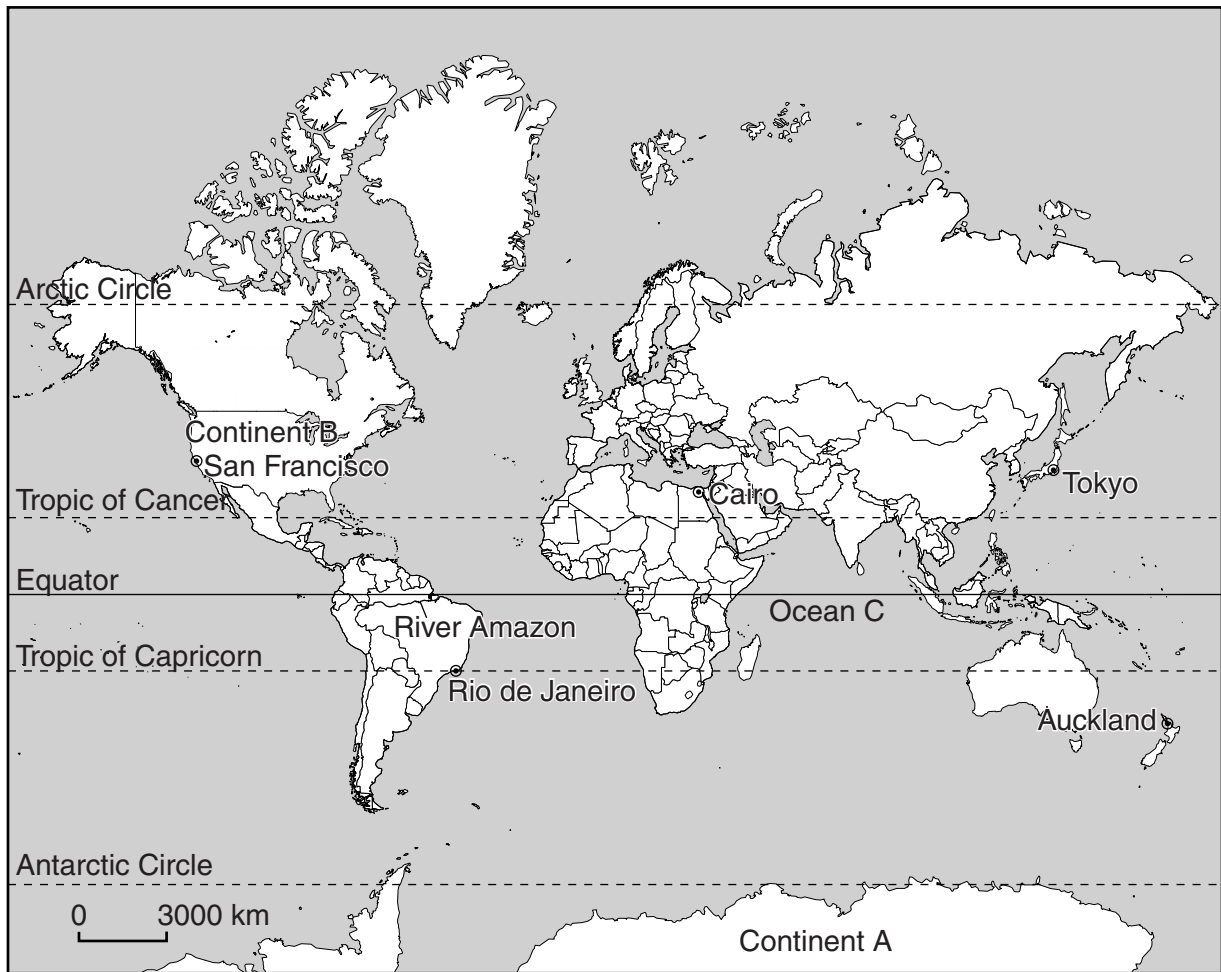 Arctic Circle
Continent B
San Francisco
Tokyo
Cairo
Tropic of Cancer
Equator
Ocean C
River Amazon
Tropic of Capricorn
Rio de Janeiro
Auckland
Antarctic Circle
0 3000 km
Continent A